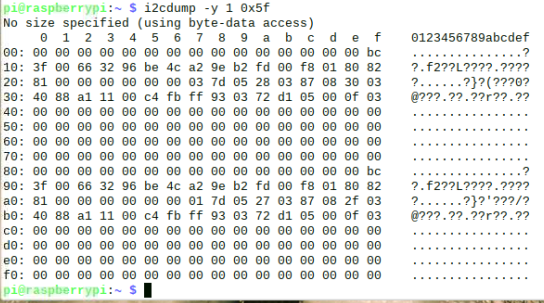 pi@raspberrypi:~ $ i2cdump -y 1 0x5f
No size specified (using byte-data access)
     0  1  2  3  4  5  6  7  8  9  a  b  c  d  e  f    0123456789abcdef
00: 00 00 00 00 00 00 00 00 00 00 00 00 00 00 00 bc    ...............?
10: 3f 00 66 32 96 be 4c a2 9e b2 fd 00 f8 01 80 82    ?.f2??L????.????
20: 81 00 00 00 00 00 00 03 7d 05 28 03 87 08 30 03    ?......?}?(???0?
30: 40 88 a1 11 00 c4 fb ff 93 03 72 d1 05 00 0f 03    @???.??.??r??.??
40: 00 00 00 00 00 00 00 00 00 00 00 00 00 00 00 00    ................
50: 00 00 00 00 00 00 00 00 00 00 00 00 00 00 00 00    ................
60: 00 00 00 00 00 00 00 00 00 00 00 00 00 00 00 00    ................
70: 00 00 00 00 00 00 00 00 00 00 00 00 00 00 00 00    ................
80: 00 00 00 00 00 00 00 00 00 00 00 00 00 00 00 bc    ...............?
90: 3f 00 66 32 96 be 4c a2 9e b2 fd 00 f8 01 80 82    ?.f2??L????.????
a0: 81 00 00 00 00 00 00 01 7d 05 27 03 87 08 2f 03    ?......?}?'???/?
b0: 40 88 a1 11 00 c4 fb ff 93 03 72 d1 05 00 0f 03    @???.??.??r??.??
c0: 00 00 00 00 00 00 00 00 00 00 00 00 00 00 00 00    ................
d0: 00 00 00 00 00 00 00 00 00 00 00 00 00 00 00 00    ................
e0: 00 00 00 00 00 00 00 00 00 00 00 00 00 00 00 00    ................
f0: 00 00 00 00 00 00 00 00 00 00 00 00 00 00 00 00    ................
pi@raspberrypi:~ $